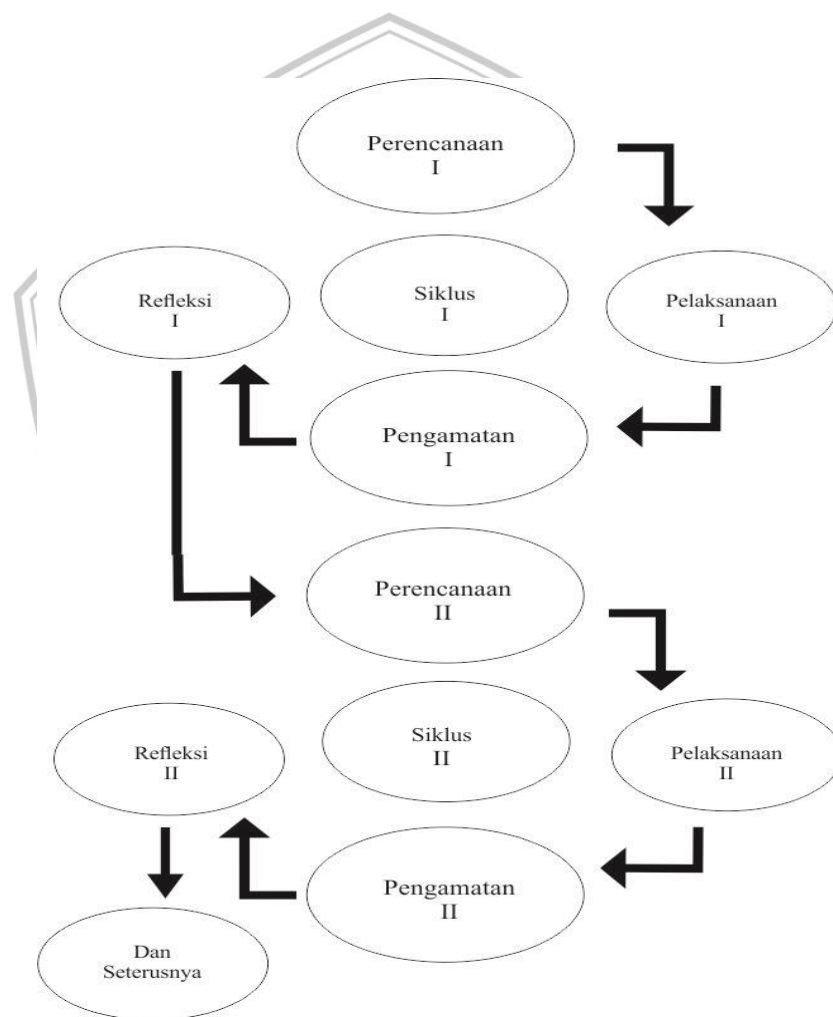 Perencanaan
I
Refleksi
I
Siklus
I
Pelaksanaan
I
Pengamatan
I
Perencanaan
II
Refleksi
II
Siklus
II
Pelaksanaan
II
Pengamatan
II
Dan
Seterusnya